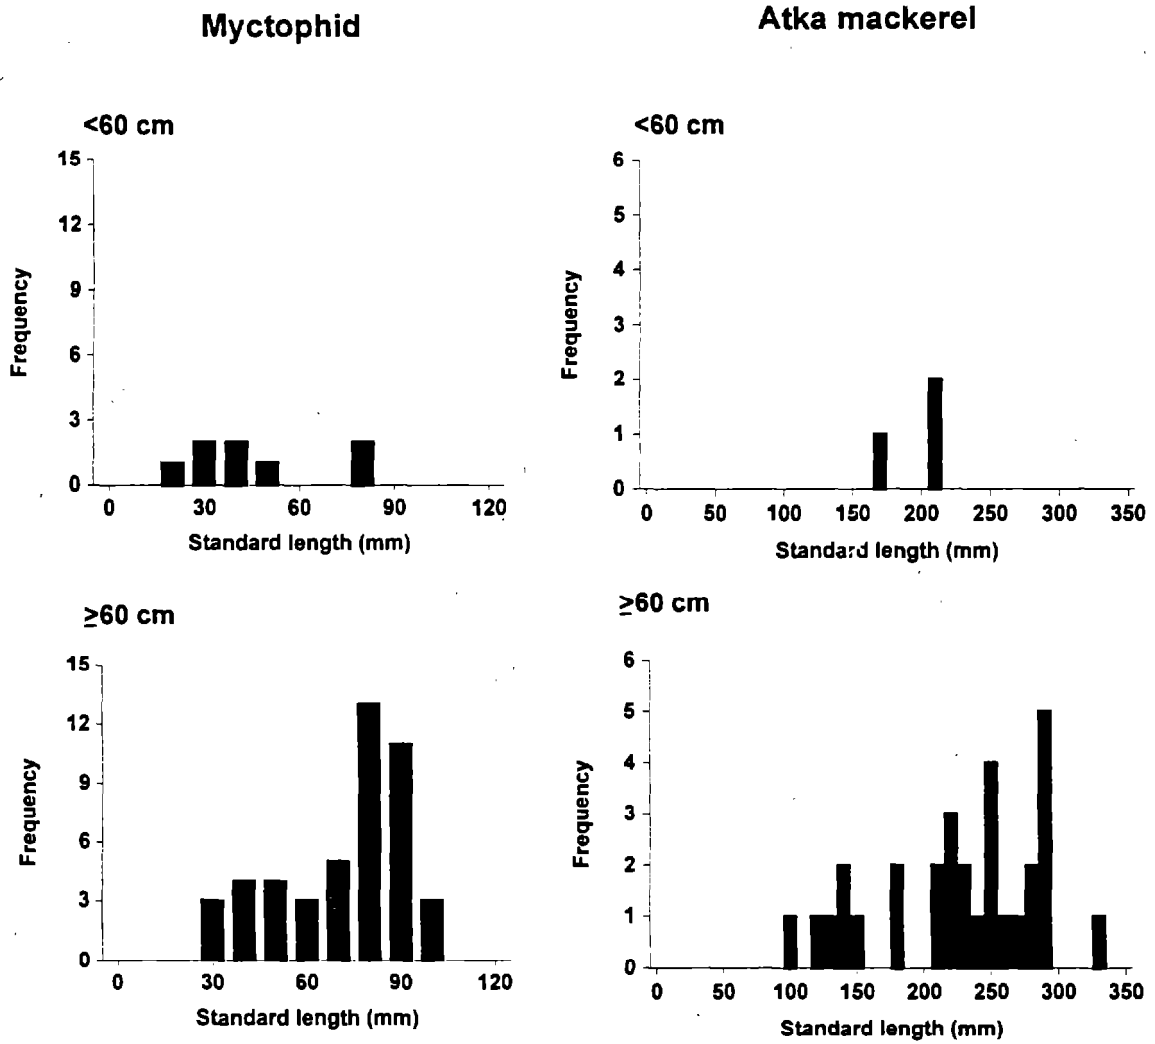 Myctophid
Atka mackerel
<60 cm
15
12
9
6
3
0
Frequency
0 30 60 90 120
Standard length (mm)
<60 cm
6
5
4
3
2
1
0
Frequency
0 50 100 150 200 250 300 350
Standard length (mm)
≥60 cm
15
12
9
6
3
0
Frequency
0 30 60 90 120
Standard length (mm)
≥60 cm
6
5
4
3
2
1
0
Frequency
0 50 100 150 200 250 300 350
Standard length (mm)